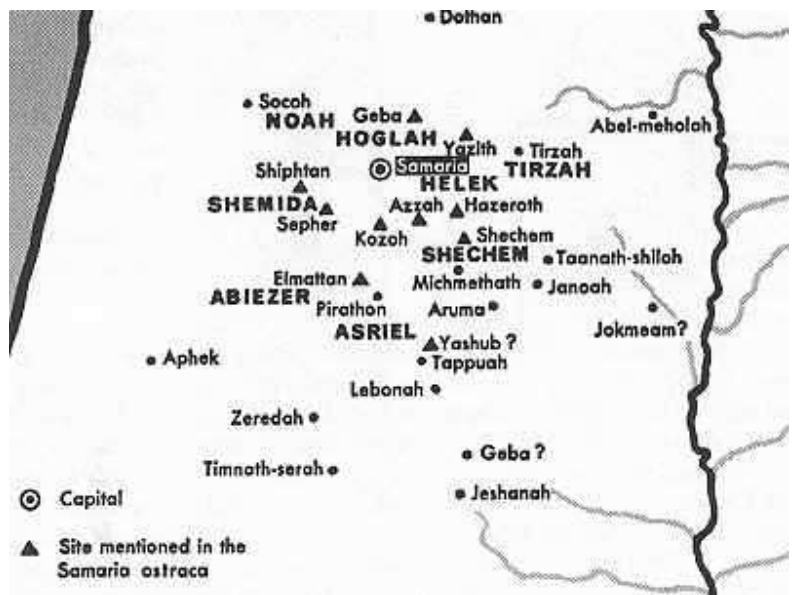 Dothan
Socoh
NOAH
Geba
HOGLAH
Yazith
Abel-meholah
Samaria
Tirzah
TIRZAH
HELEK
Shiphtan
SHEMIDA
Sepher
Azzah
Hazeroth
Kozoh
Shechem
SHECHEM
Taanath-shiloh
Elmattan
Michmethath
Janoah
ABIEZER
Pirathon
Aruma
Jokmeam?
ASRIEL
Yashub ?
Aphek
Tappuah
Lebonah
Zeredah
Geba ?
Timnath-serah
Jeshanah
Capital
Site mentioned in the
Samaria ostraca